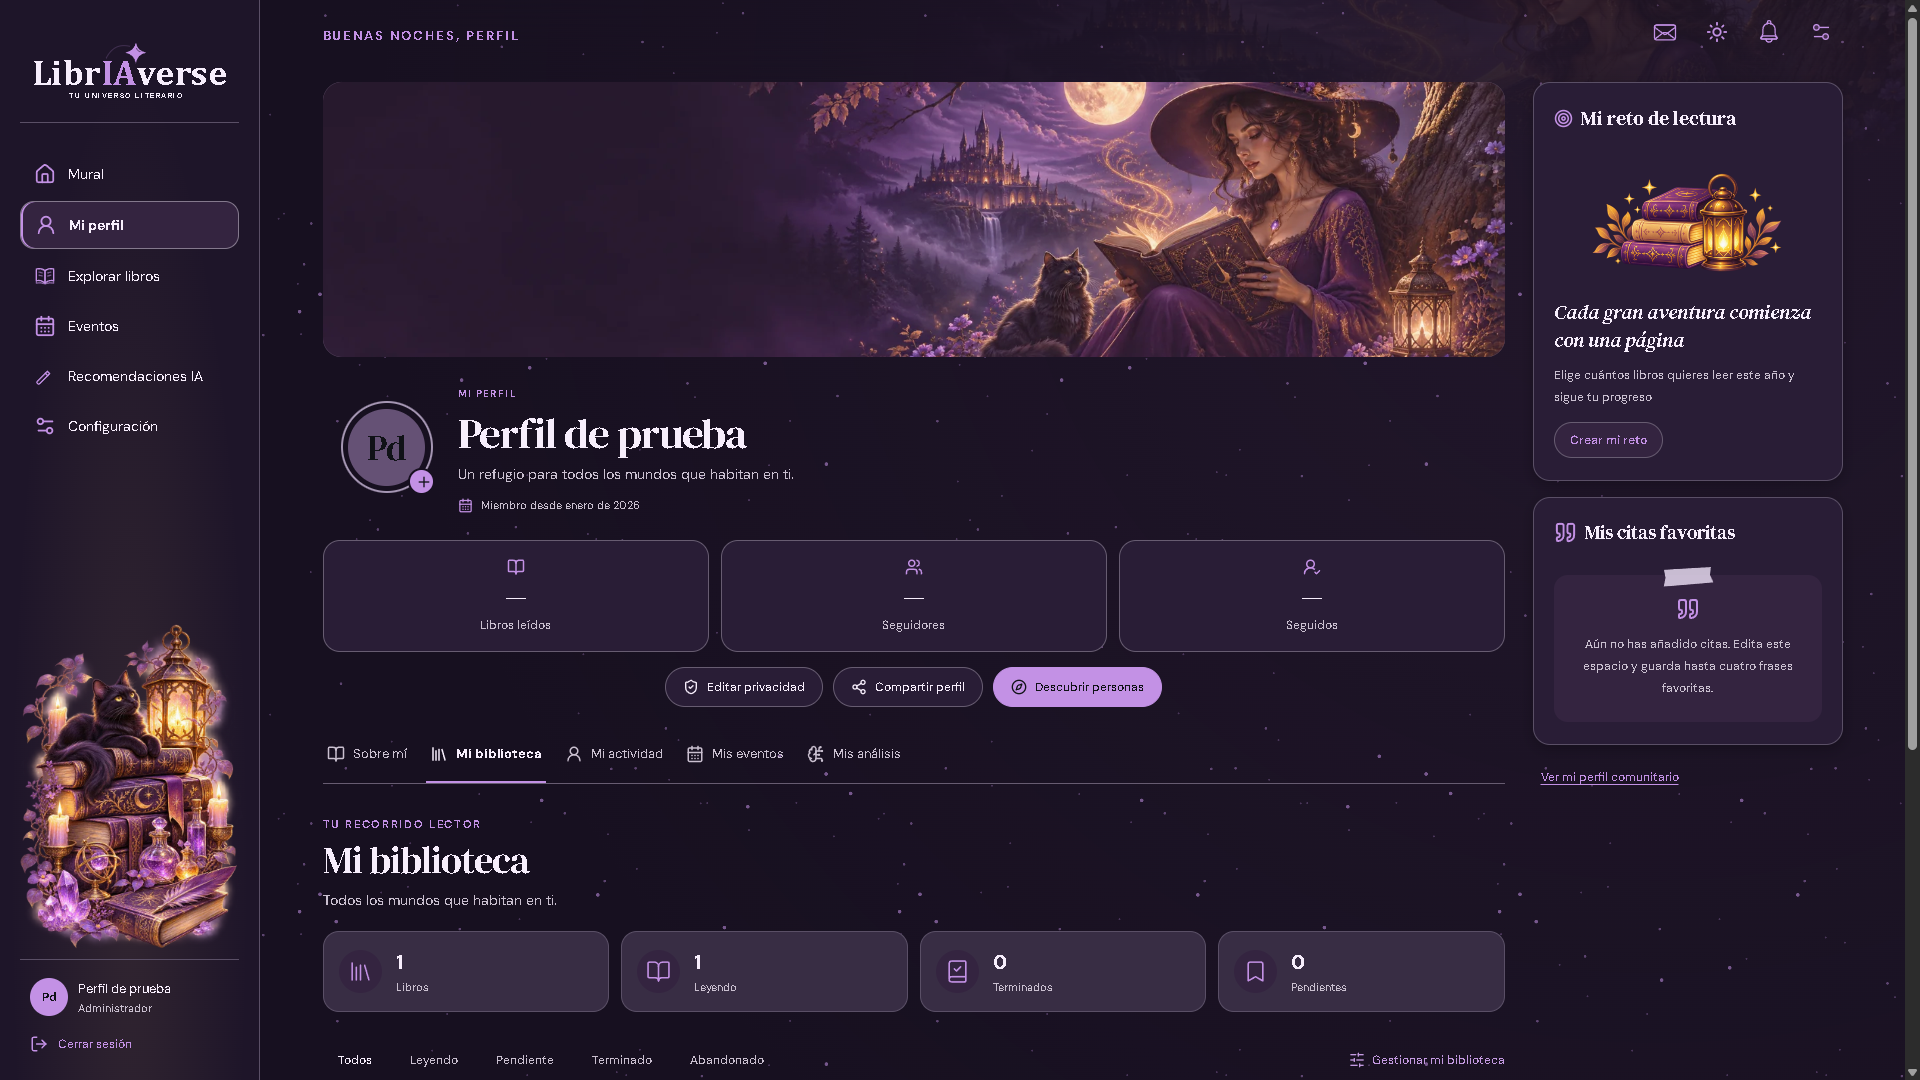 LibrIAverse
TU UNIVERSO LITERARIO
Mural
Mi perfil
Explorar libros
Eventos
Recomendaciones IA
Configuración
Pd
Perfil de prueba
Administrador
Cerrar sesión
BUENAS NOCHES, PERFIL
MI PERFIL
Pd
Perfil de prueba
Un refugio para todos los mundos que habitan en ti.
Miembro desde enero de 2026
—
Libros leídos
—
Seguidores
—
Seguidos
Editar privacidad
Compartir perfil
Descubrir personas
Sobre mí
Mi biblioteca
Mi actividad
Mis eventos
Mis análisis
TU RECORRIDO LECTOR
Mi biblioteca
Todos los mundos que habitan en ti.
1
Libros
1
Leyendo
0
Terminados
0
Pendientes
Todos
Leyendo
Pendiente
Terminado
Abandonado
Gestionar mi biblioteca
Mi reto de lectura
Cada gran aventura comienza
con una página
Elige cuántos libros quieres leer este año y
sigue tu progreso
Crear mi reto
Mis citas favoritas
Aún no has añadido citas. Edita este
espacio y guarda hasta cuatro frases
favoritas.
Ver mi perfil comunitario